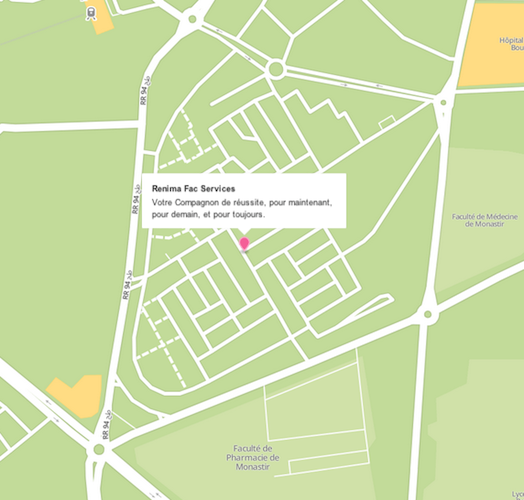 Hôpital
Bou
RR 94
Renima Fac Services
Votre Compagnon de réussite, pour maintenant,
pour demain, et pour toujours.
RR 94
Faculté de Médecine
de Monastir
RR 94
RR 94
Faculté de
Pharmacie de
Monastir
Lyc